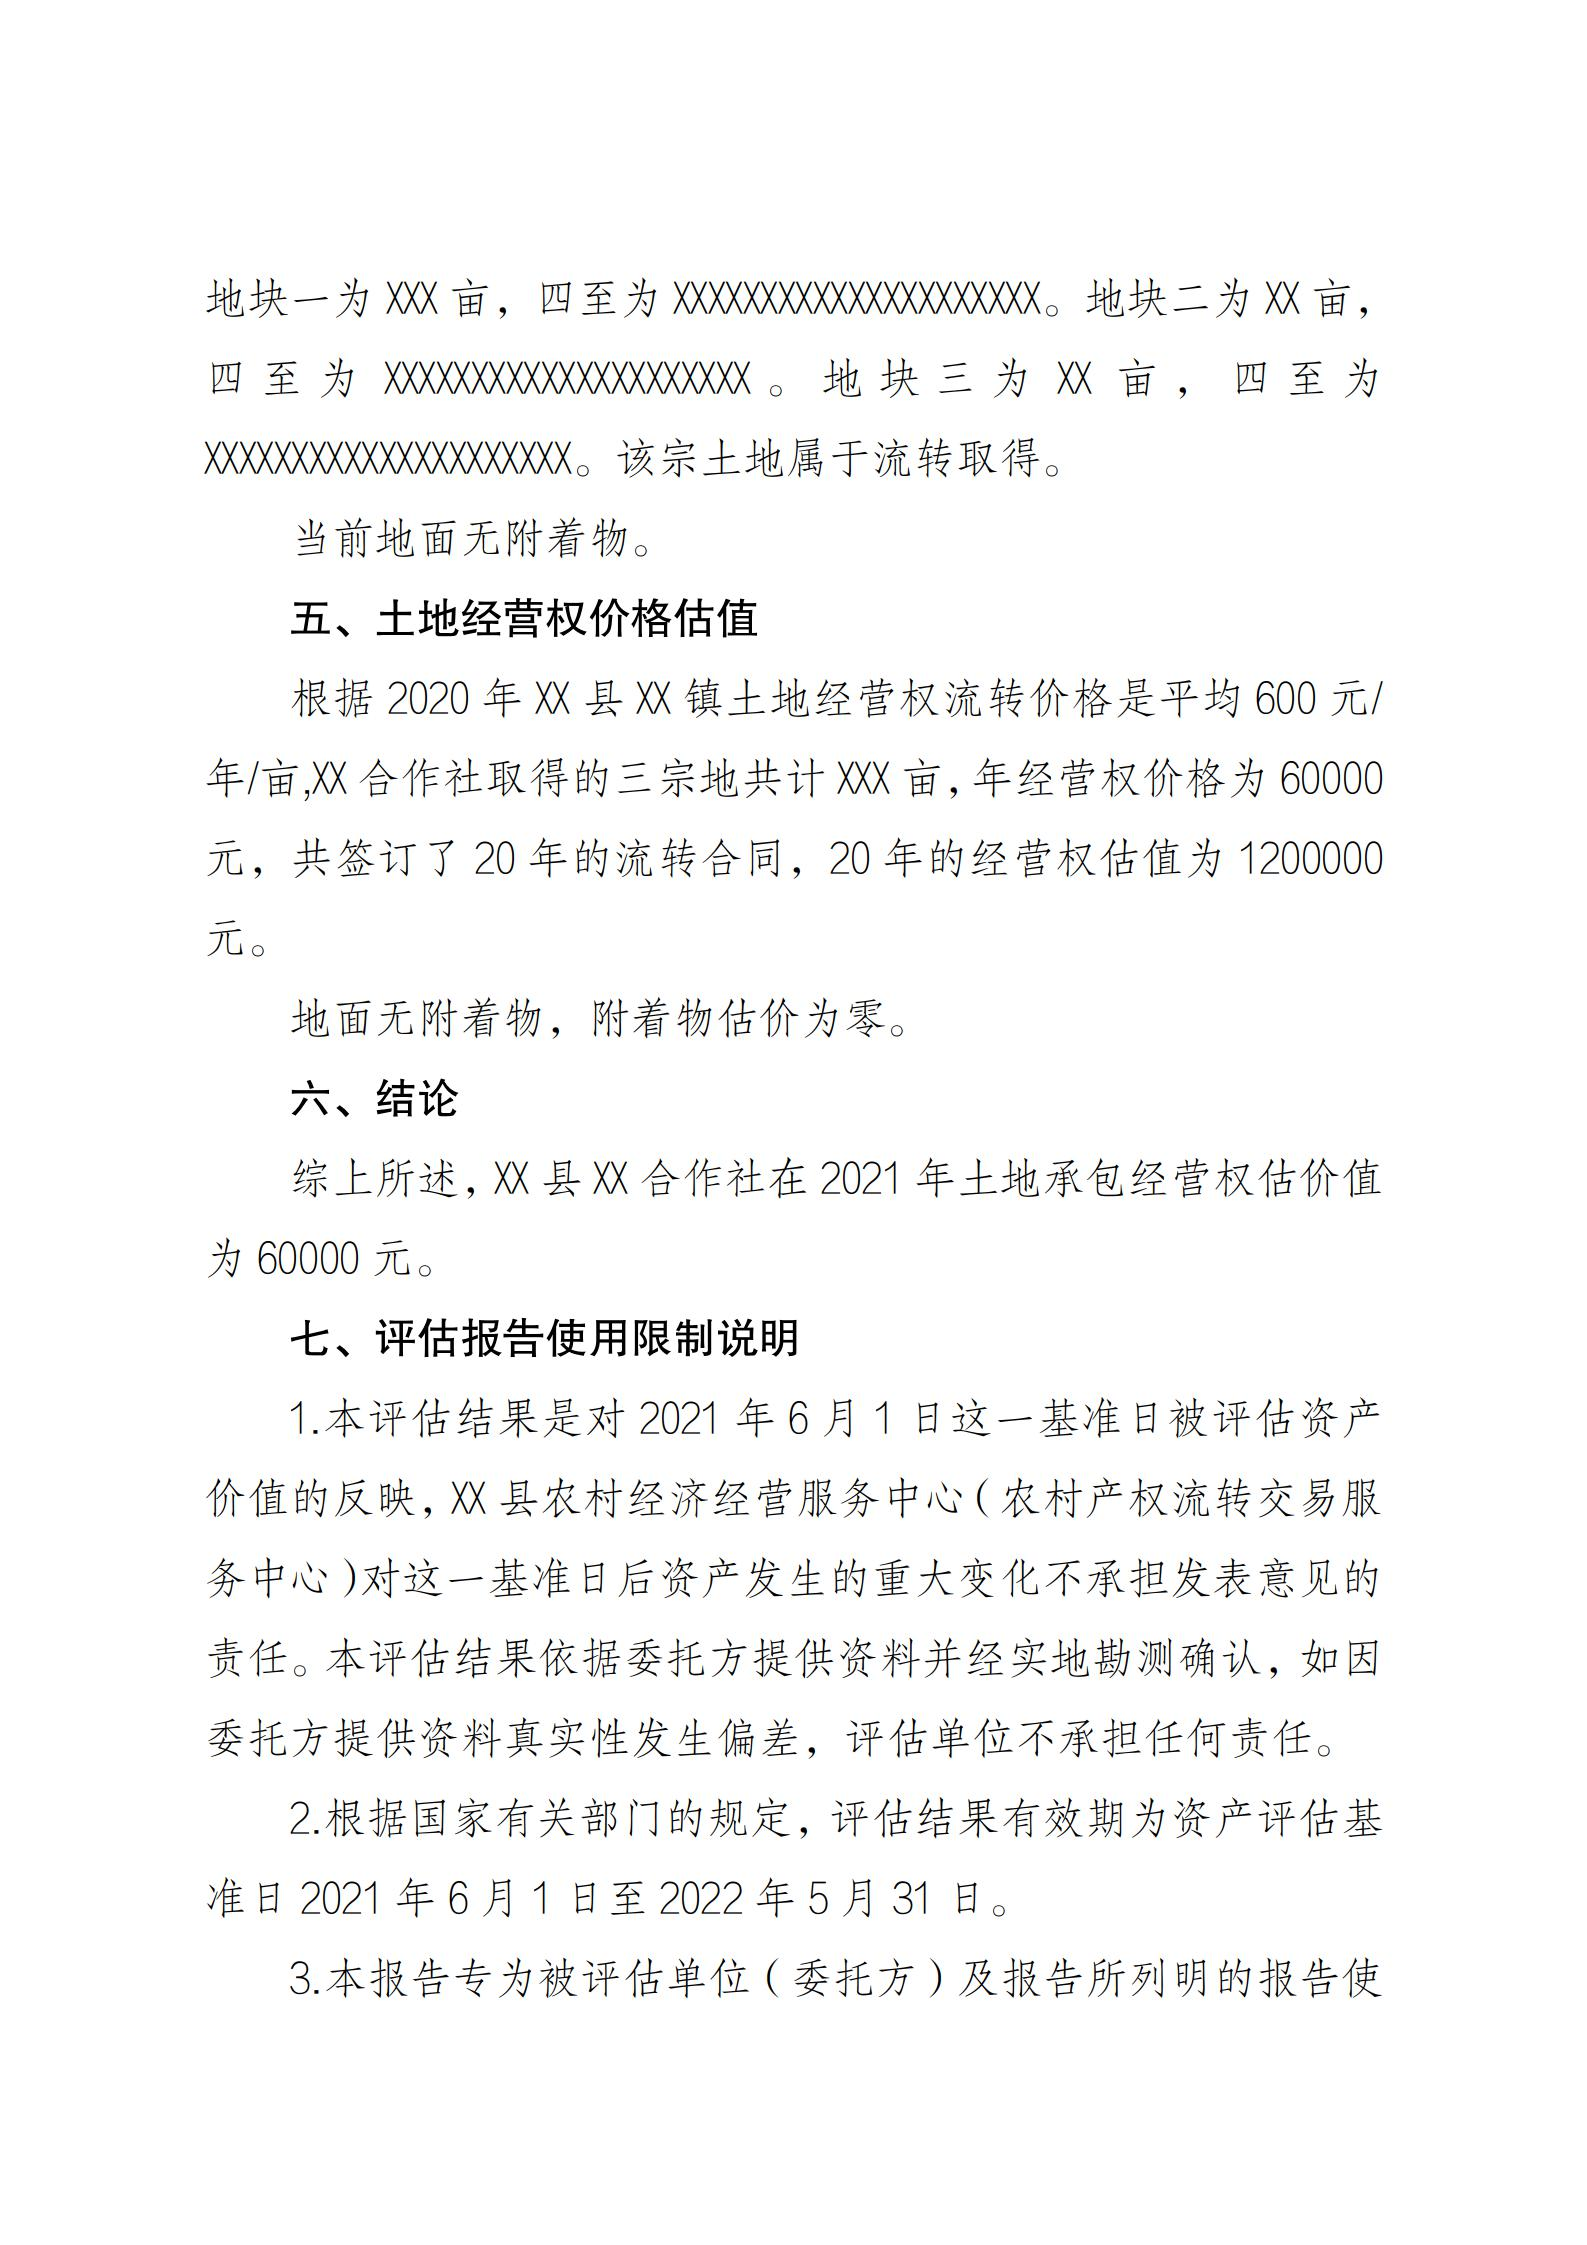 地块一为 XXX 亩，四至为 XXXXXXXXXXXXXXXXXXXXX。地块二为 XX 亩，
四至为 XXXXXXXXXXXXXXXXXXXXX。地块三为 XX 亩，四至为
XXXXXXXXXXXXXXXXXXXXX。该宗土地属于流转取得。
当前地面无附着物。
五、土地经营权价格估值
根据 2020 年 XX 县 XX 镇土地经营权流转价格是平均 600 元/
年/亩,XX 合作社取得的三宗地共计 XXX 亩，年经营权价格为 60000
元，共签订了 20 年的流转合同，20 年的经营权估值为 1200000
元。
地面无附着物，附着物估价为零。
六、结论
综上所述，XX 县 XX 合作社在 2021 年土地承包经营权估价值
为 60000 元。
七、评估报告使用限制说明
1.本评估结果是对 2021 年 6 月 1 日这一基准日被评估资产
价值的反映，XX 县农村经济经营服务中心（农村产权流转交易服
务中心）对这一基准日后资产发生的重大变化不承担发表意见的
责任。本评估结果依据委托方提供资料并经实地勘测确认，如因
委托方提供资料真实性发生偏差，评估单位不承担任何责任。
2.根据国家有关部门的规定，评估结果有效期为资产评估基
准日 2021 年 6 月 1 日至 2022 年 5 月 31 日。
3.本报告专为被评估单位（委托方）及报告所列明的报告使